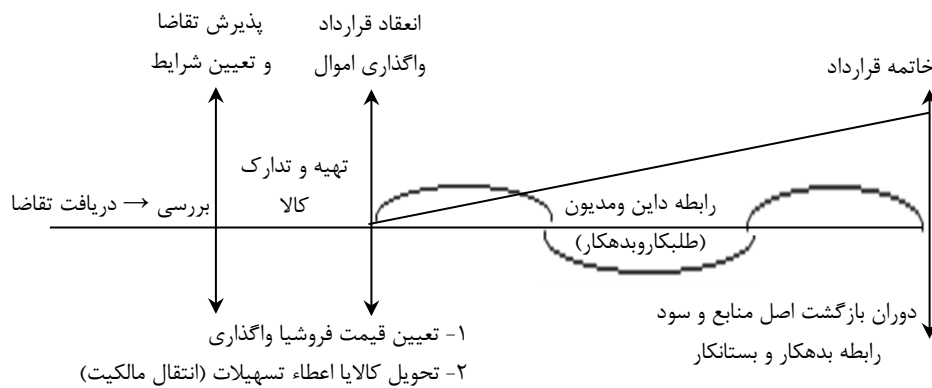 پذیرش تقاضا
و تعیین شرایط
انعقاد قرارداد
واگذاری اموال
خاتمه قرارداد
تهیه و تدارک
کالا
دریافت تقاضا → بررسی
رابطه داین ومدیون
(طلبکاروبدهکار)
۱- تعیین قیمت فروشیا واگذاری
۲- تحویل کالایا اعطاء تسهیلات (انتقال مالکیت)
دوران بازگشت اصل منابع و سود
رابطه بدهکار و بستانکار